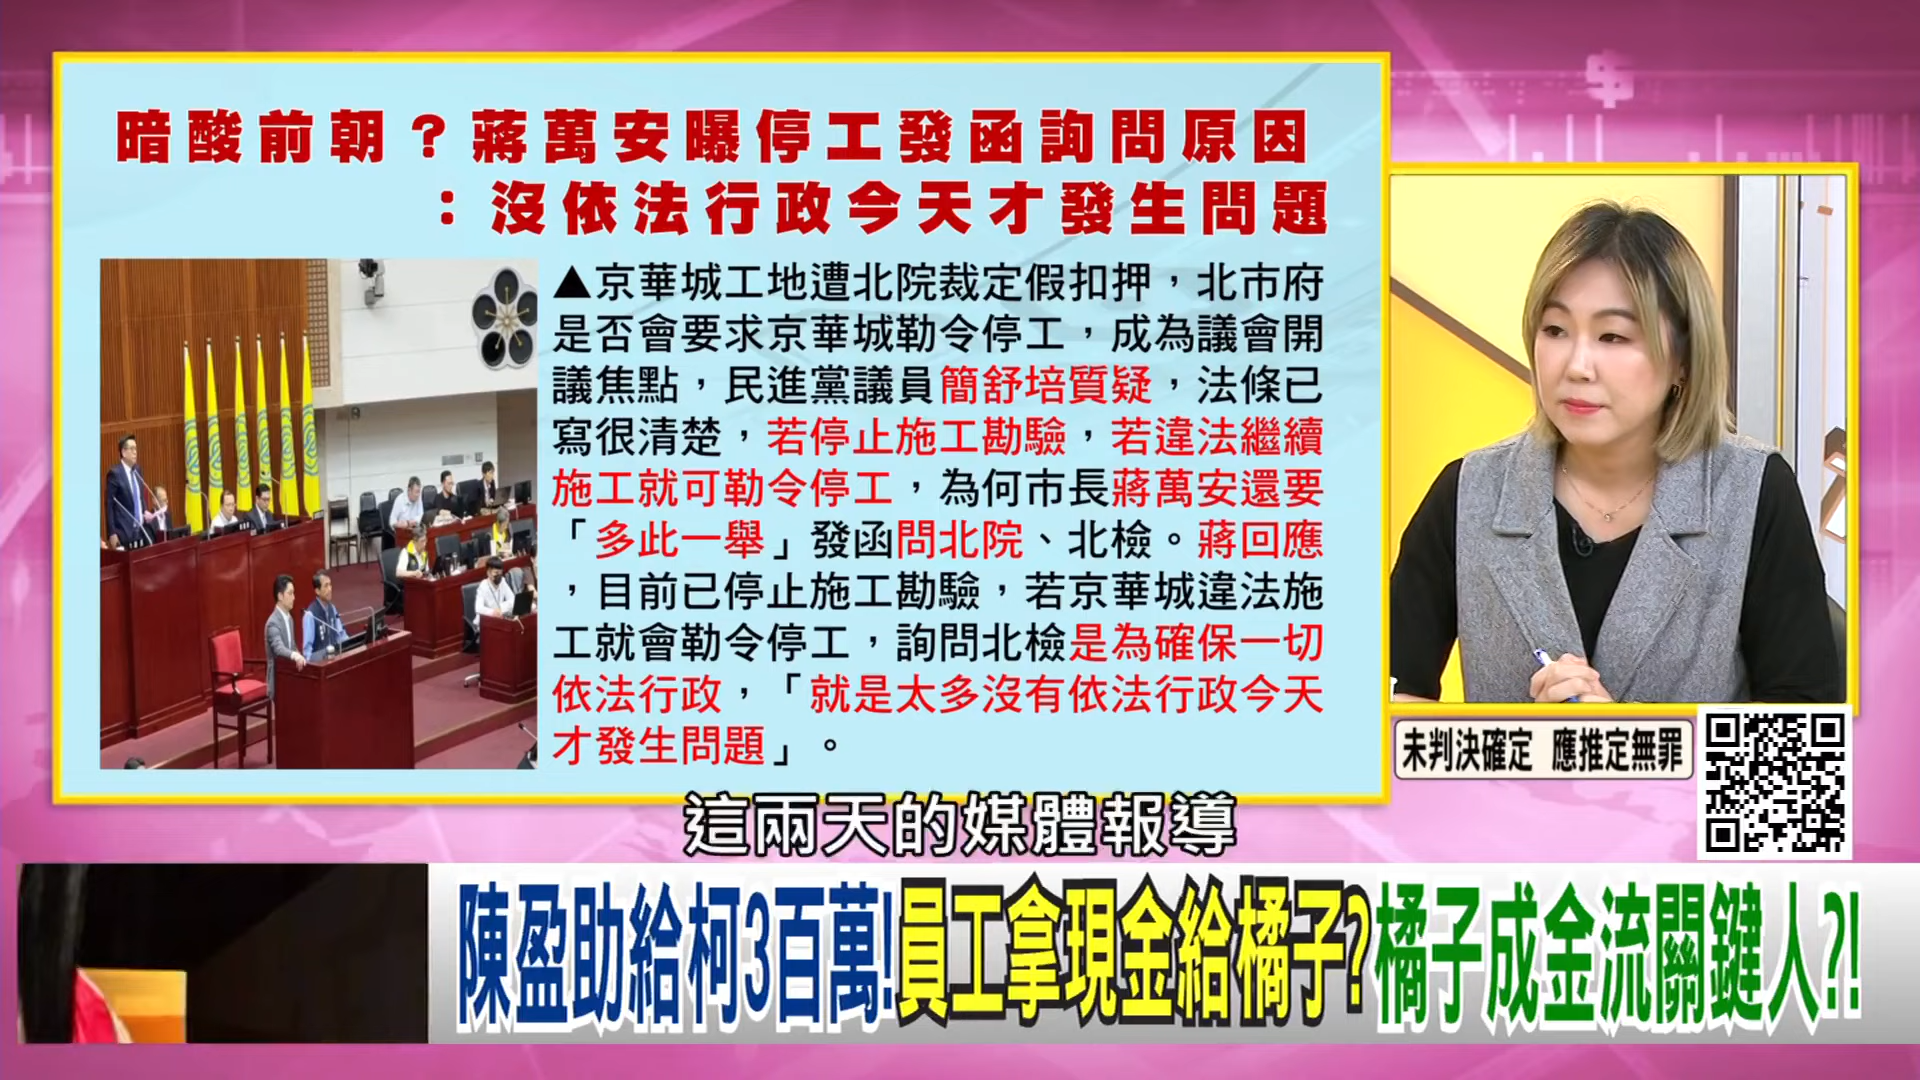 暗酸前朝？蔣萬安曝停工發函詢問原因
：沒依法行政今天才發生問題
▲京華城工地遭北院裁定假扣押，北市府
是否會要求京華城勒令停工，成為議會開
議焦點，民進黨議員簡舒培質疑，法條已
寫很清楚，若停止施工勘驗，若違法繼續
施工就可勒令停工，為何市長蔣萬安還要
「多此一舉」發函問北院、北檢。蔣回應
，目前已停止施工勘驗，若京華城違法施
工就會勒令停工，詢問北檢是為確保一切
依法行政，「就是太多沒有依法行政今天
才發生問題」。
未判決確定 應推定無罪
這兩天的媒體報導
陳盈助給柯3百萬!員工拿現金給橘子?橘子成金流關鍵人?!